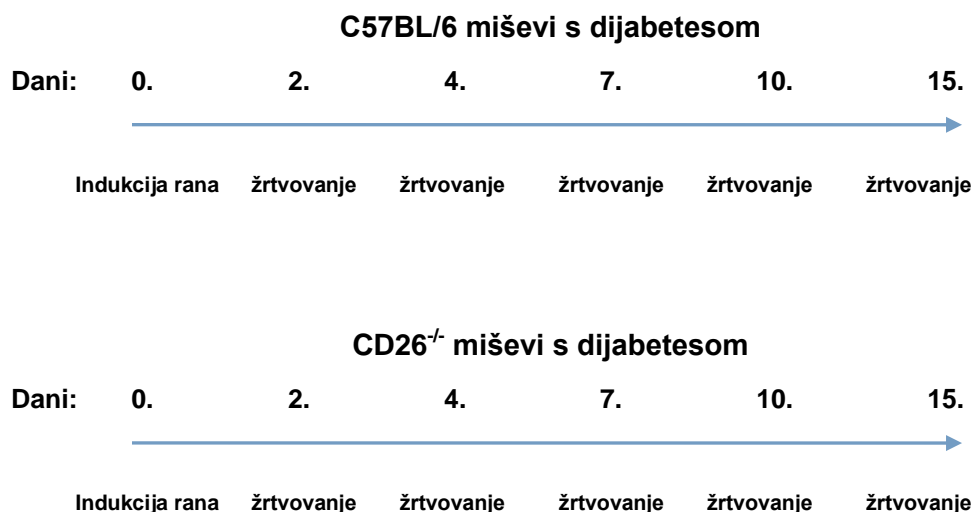 C57BL/6 miševi s dijabetesom
Dani: 0. 2. 4. 7. 10. 15.
Indukcija rana žrtvovanje žrtvovanje žrtvovanje žrtvovanje žrtvovanje
CD26-/- miševi s dijabetesom
Dani: 0. 2. 4. 7. 10. 15.
Indukcija rana žrtvovanje žrtvovanje žrtvovanje žrtvovanje žrtvovanje